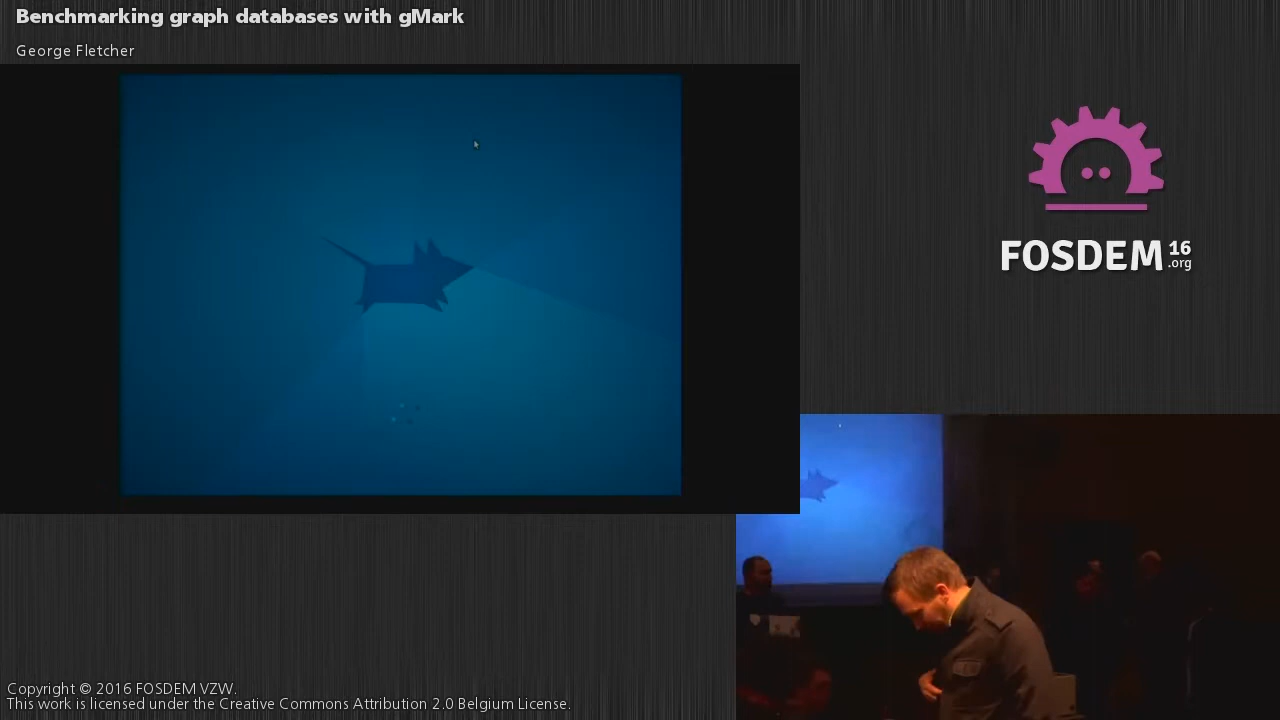 Benchmarking graph databases with gMark
George Fletcher
FOSDEM 16
.org
Copyright © 2016 FOSDEM VZW.
This work is licensed under the Creative Commons Attribution 2.0 Belgium License.